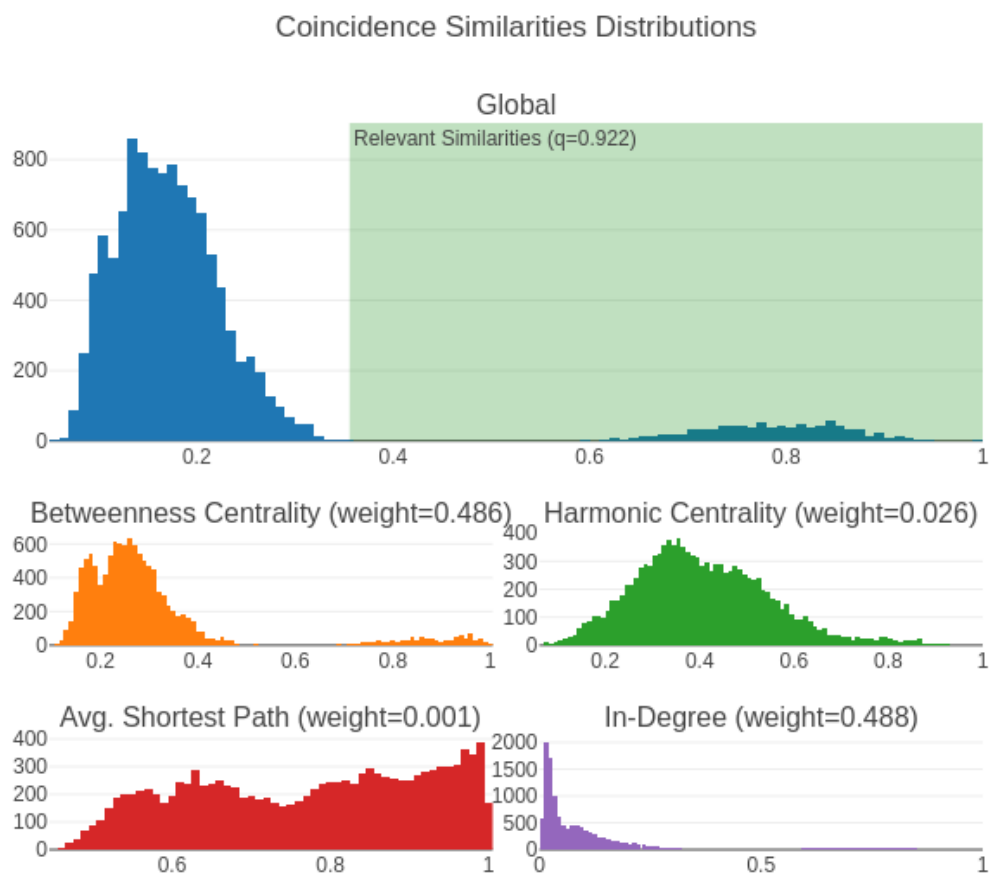 Coincidence Similarities Distributions
Global
Relevant Similarities (q=0.922)
800
600
400
200
0
0.2 0.4 0.6 0.8 1
Betweenness Centrality (weight=0.486)
600
400
200
0
0.2 0.4 0.6 0.8 1
Harmonic Centrality (weight=0.026)
400
300
200
100
0
0.2 0.4 0.6 0.8 1
Avg. Shortest Path (weight=0.001)
400
300
200
100
0
0.6 0.8 1
In-Degree (weight=0.488)
2000
1500
1000
500
0
0 0.5 1